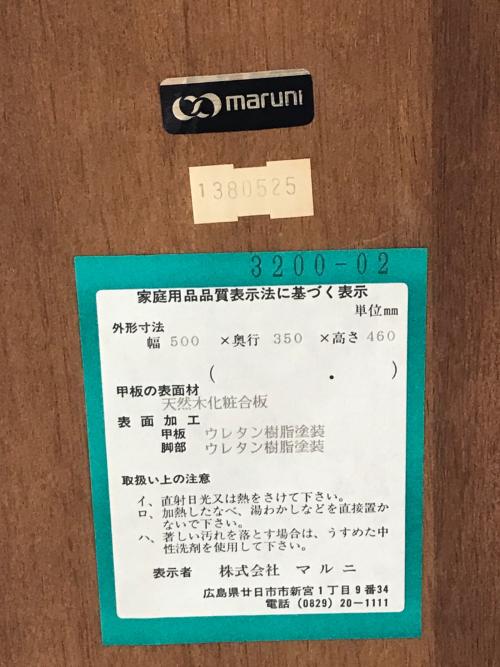 maruni
1380525
3200-02
家庭用品品質表示法に基づく表示
単位mm
外形寸法
幅 500 ×奥行 350 ×高さ 460
( ・ )
甲板の表面材
天然木化粧合板
表面加工
甲板 ウレタン樹脂塗装
脚部 ウレタン樹脂塗装
取扱い上の注意
イ、直射日光又は熱をさけて下さい。
ロ、加熱したなべ、湯わかしなどを直接置か
ないで下さい。
ハ、著しい汚れを落とす場合は、うすめた中
性洗剤を使用して下さい。
表示者 株式会社 マルニ
広島県廿日市市新宮1丁目9番34
電話 (0829) 20-1111